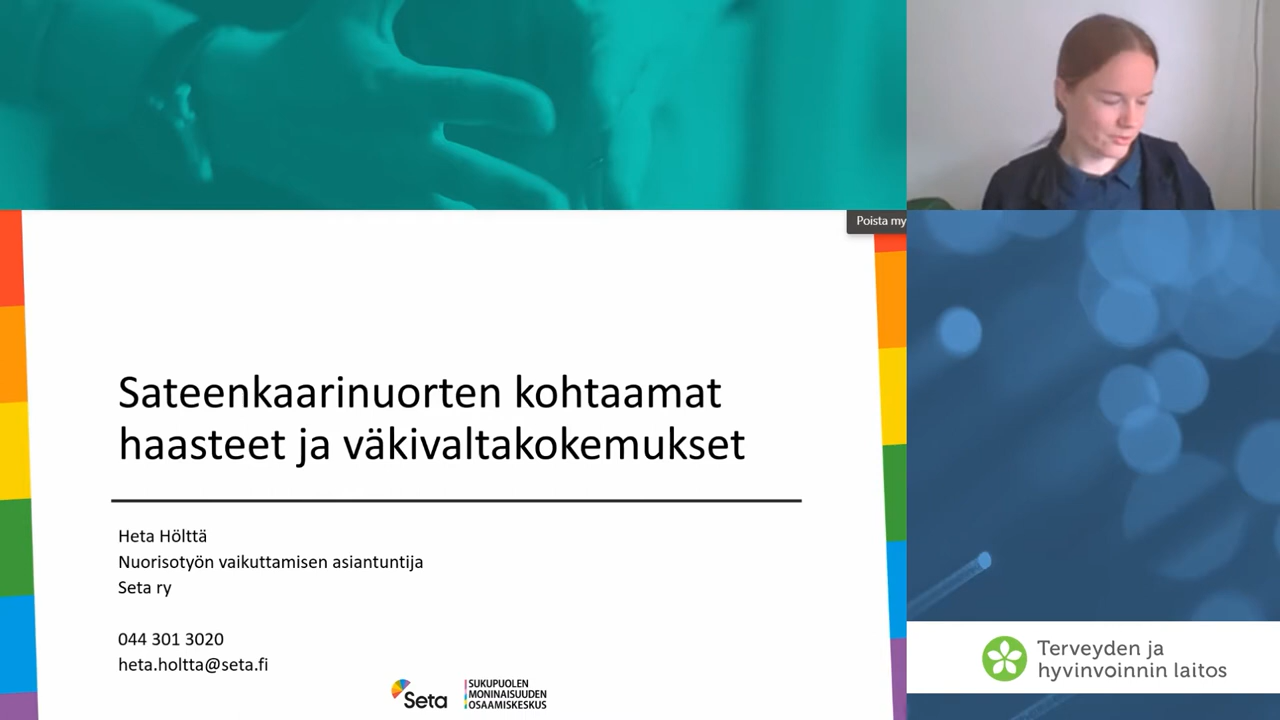 Poista my
Sateenkaarinuorten kohtaamat
haasteet ja väkivaltakokemukset
Heta Hölttä
Nuorisotyön vaikuttamisen asiantuntija
Seta ry
044 301 3020
heta.holtta@seta.fi
Seta
SUKUPUOLEN
MONINAISUUDEN
OSAAMISKESKUS
Terveyden ja
hyvinvoinnin laitos